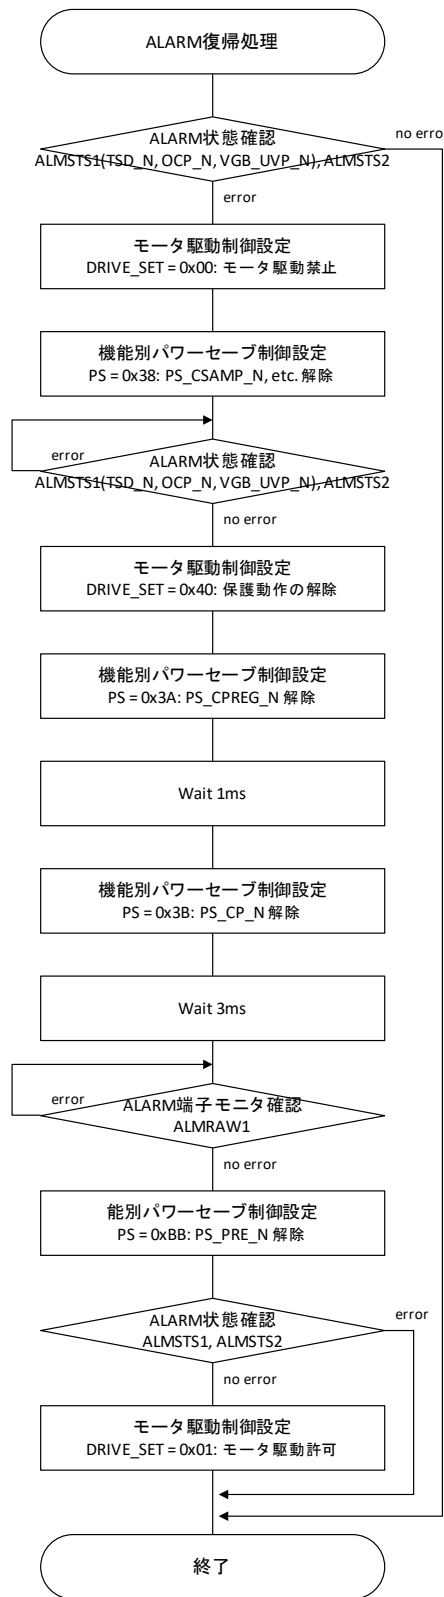 ALARM復帰処理
ALARM状態確認
ALMSTS1(TSD_N, OCP_N, VGB_UVP_N), ALMSTS2
no erro
error
モータ駆動制御設定
DRIVE_SET = 0x00: モータ駆動禁止
機能別パワーセーブ制御設定
PS = 0x38: PS_CSAMP_N, etc. 解除
error
ALARM状態確認
ALMSTS1(TSD_N, OCP_N, VGB_UVP_N), ALMSTS2
no error
モータ駆動制御設定
DRIVE_SET = 0x40: 保護動作の解除
機能別パワーセーブ制御設定
PS = 0x3A: PS_CPREG_N 解除
Wait 1ms
機能別パワーセーブ制御設定
PS = 0x3B: PS_CP_N 解除
Wait 3ms
error
ALARM端子モニタ確認
ALMRAW1
no error
能別パワーセーブ制御設定
PS = 0xBB: PS_PRE_N 解除
ALARM状態確認
ALMSTS1, ALMSTS2
error
no error
モータ駆動制御設定
DRIVE_SET = 0x01: モータ駆動許可
終了